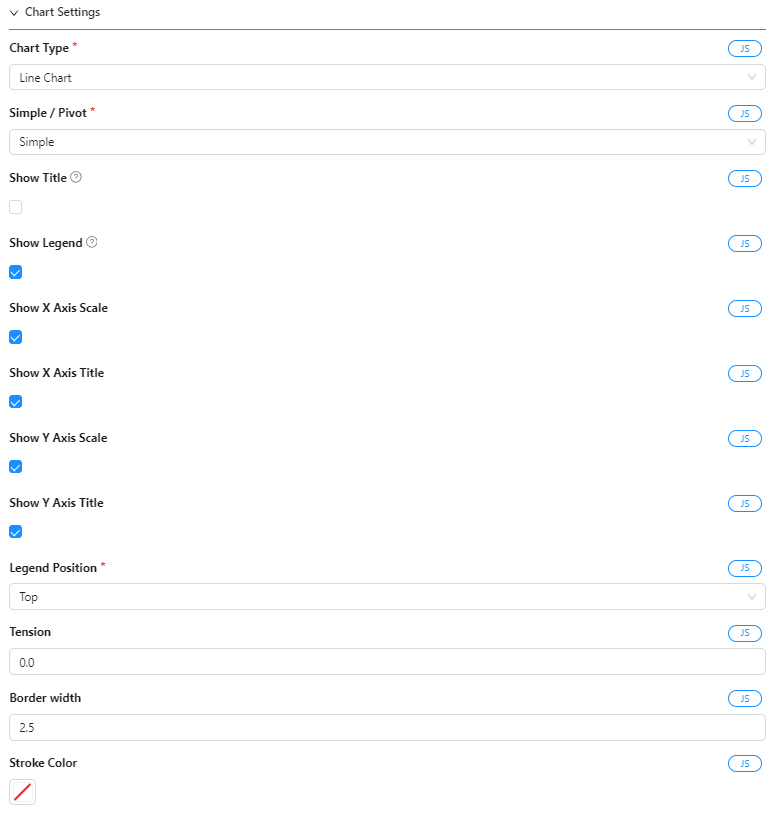 Chart Settings
Chart Type * JS
Line Chart
Simple / Pivot * JS
Simple
Show Title ? JS
Show Legend ? JS
Show X Axis Scale JS
Show X Axis Title JS
Show Y Axis Scale JS
Show Y Axis Title JS
Legend Position * JS
Top
Tension JS
0.0
Border width JS
2.5
Stroke Color JS